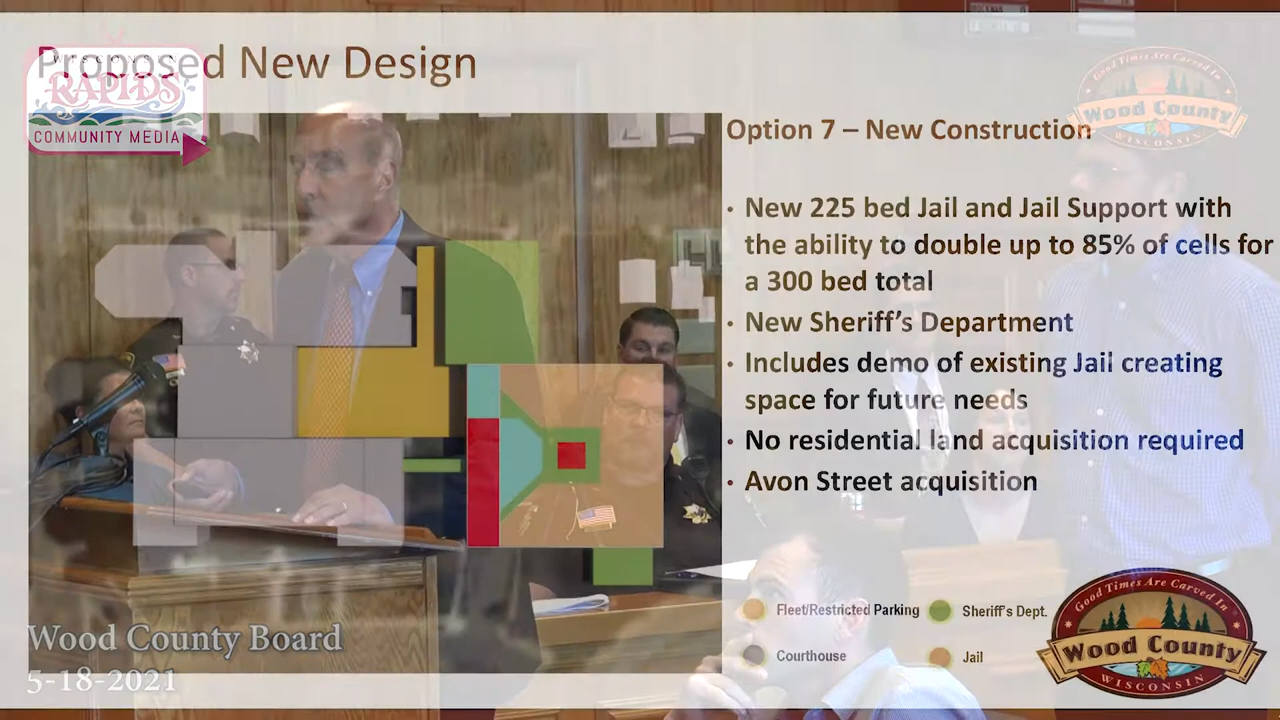 Proposed New Design
WISCONSIN
RAPIDS
COMMUNITY MEDIA
Good Times Are Carved In
Wood County
WISCONSIN
Option 7 – New Construction
• New 225 bed Jail and Jail Support with
the ability to double up to 85% of cells for
a 300 bed total
• New Sheriff's Department
• Includes demo of existing Jail creating
space for future needs
• No residential land acquisition required
• Avon Street acquisition
Fleet/Restricted Parking
Sheriff's Dept.
Courthouse
Jail
Wood County Board
5-18-2021
Good Times Are Carved In
Wood County
WISCONSIN